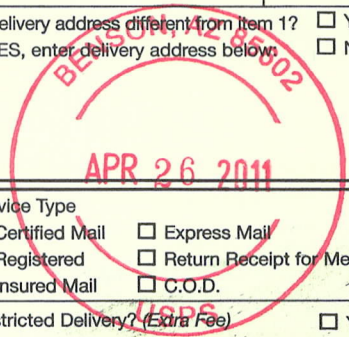 elivery address different from item 1? ☐ Y
ES, enter delivery address below: ☐ N
BENSON, AZ 85602
APR 26 2011
vice Type
Certified Mail ☐ Express Mail
Registered ☐ Return Receipt for Me
nsured Mail ☐ C.O.D.
USPS
stricted Delivery? (Extra Fee) ☐ Y